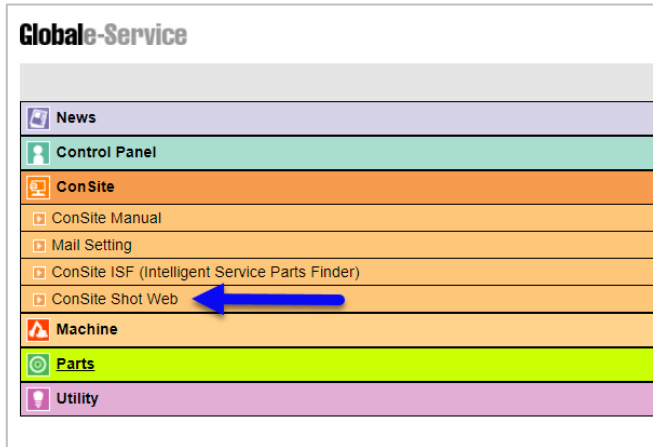 Globale-Service
News
Control Panel
ConSite
ConSite Manual
Mail Setting
ConSite ISF (Intelligent Service Parts Finder)
ConSite Shot Web
Machine
Parts
Utility